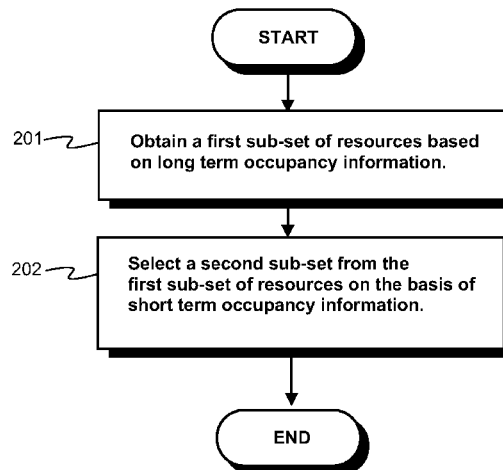 START
201
Obtain a first sub-set of resources based
on long term occupancy information.
202
Select a second sub-set from the
first sub-set of resources on the basis of
short term occupancy information.
END